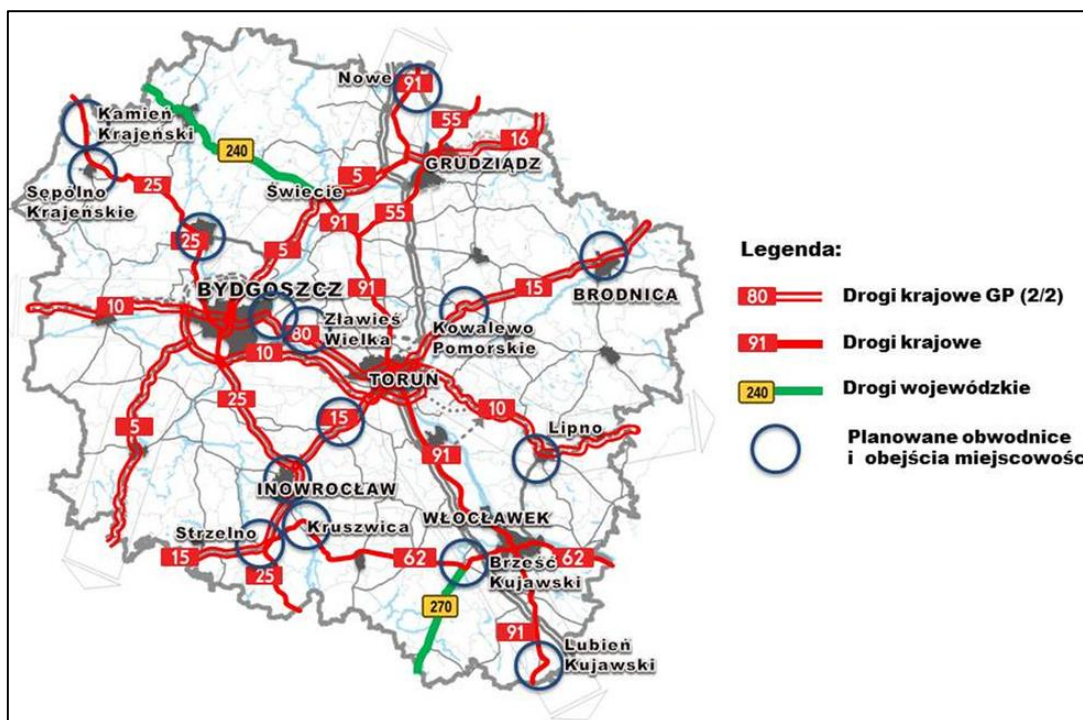 Nowe
91
Kamień
Krajeński
55
16
240
GRUDZIĄDZ
5
Sępólno
Krajeńskie
25
Świecie
91
55
25
5
BYDGOSZCZ
91
15
BRODNICA
10
Zławieś
Wielka
80
Kowalewo
Pomorskie
10
TORUŃ
25
15
10
5
Lipno
91
INOWROCŁAW
WŁOCŁAWEK
Strzelno
Kruszwica
15
62
Brześć
Kujawski
62
25
270
91
Lubień
Kujawski
Legenda:
80 Drogi krajowe GP (2/2)
91 Drogi krajowe
240 Drogi wojewódzkie
Planowane obwodnice
i obejścia miejscowośc